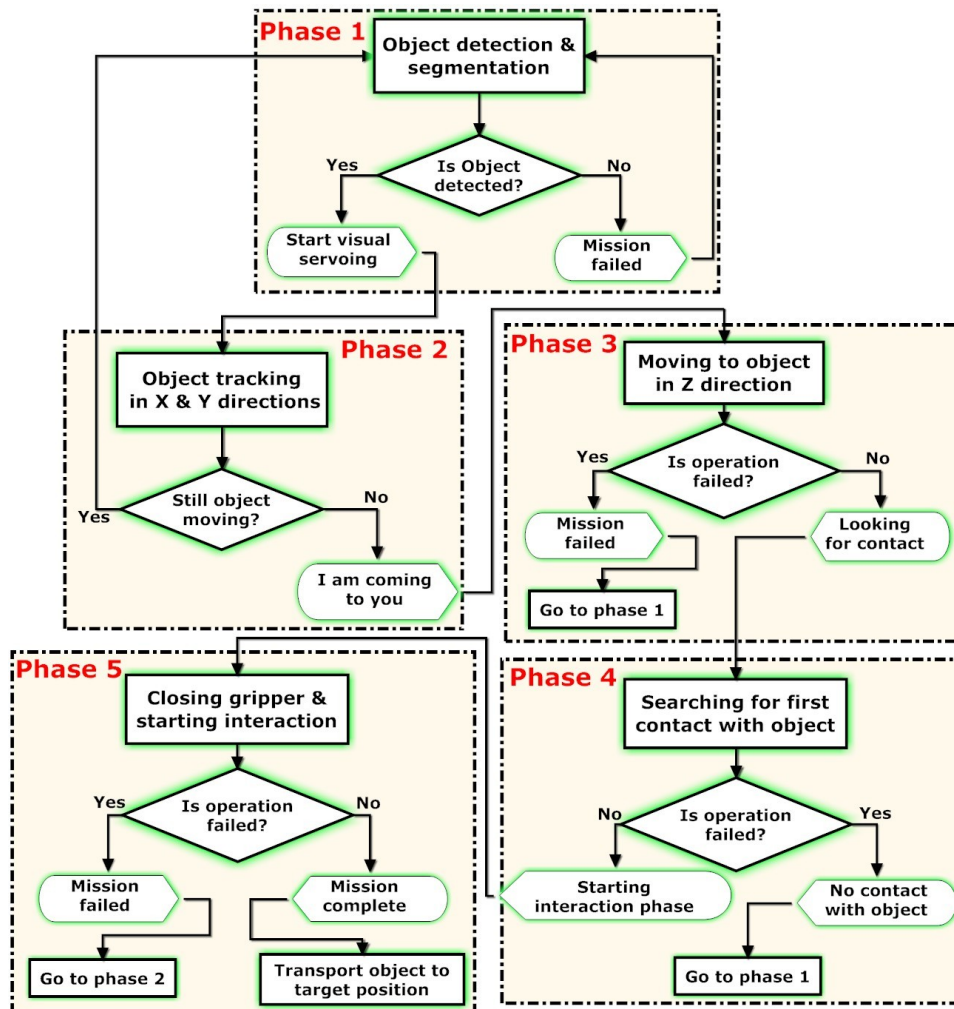 Phase 1
Object detection &
segmentation
Is Object
detected?
Yes
No
Start visual
servoing
Mission
failed
Phase 2
Object tracking
in X & Y directions
Still object
moving?
Yes
No
I am coming
to you
Phase 3
Moving to object
in Z direction
Is operation
failed?
Yes
No
Mission
failed
Looking
for contact
Go to phase 1
Phase 4
Searching for first
contact with object
Is operation
failed?
No
Yes
Starting
interaction phase
No contact
with object
Go to phase 1
Phase 5
Closing gripper &
starting interaction
Is operation
failed?
Yes
No
Mission
failed
Mission
complete
Go to phase 2
Transport object to
target position